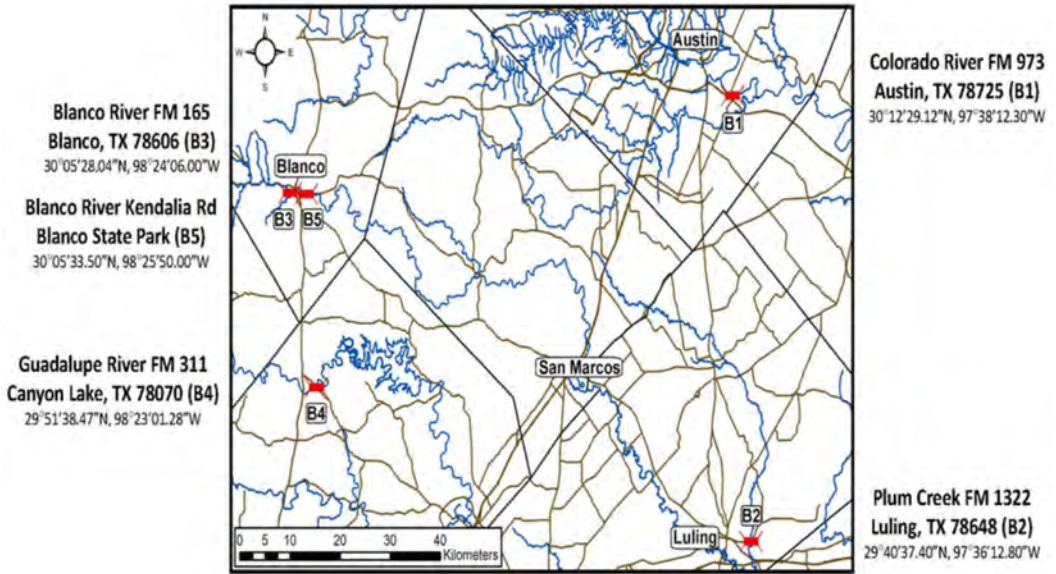 Blanco River FM 165
Blanco, TX 78606 (B3)
30°05'28.04"N, 98°24'06.00"W
Blanco River Kendalia Rd
Blanco State Park (B5)
30°05'33.50"N, 98°25'50.00"W
Guadalupe River FM 311
Canyon Lake, TX 78070 (B4)
29°51'38.47"N, 98°23'01.28"W
N
W E
S
Austin
B1
Blanco
B3 B5
San Marcos
B4
B2
Luling
0 5 10 20 30 40
Kilometers
Colorado River FM 973
Austin, TX 78725 (B1)
30°12'29.12"N, 97°38'12.30"W
Plum Creek FM 1322
Luling, TX 78648 (B2)
29°40'37.40"N, 97°36'12.80"W